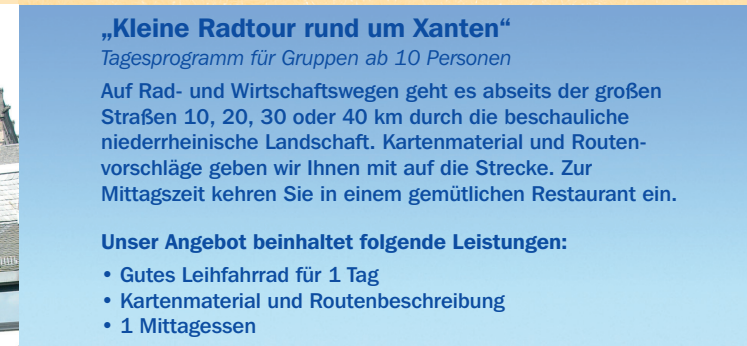 „Kleine Radtour rund um Xanten“
Tagesprogramm für Gruppen ab 10 Personen
Auf Rad- und Wirtschaftswegen geht es abseits der großen
Straßen 10, 20, 30 oder 40 km durch die beschauliche
niederrheinische Landschaft. Kartenmaterial und Routen-
vorschläge geben wir Ihnen mit auf die Strecke. Zur
Mittagszeit kehren Sie in einem gemütlichen Restaurant ein.
Unser Angebot beinhaltet folgende Leistungen:
• Gutes Leihfahrrad für 1 Tag
• Kartenmaterial und Routenbeschreibung
• 1 Mittagessen